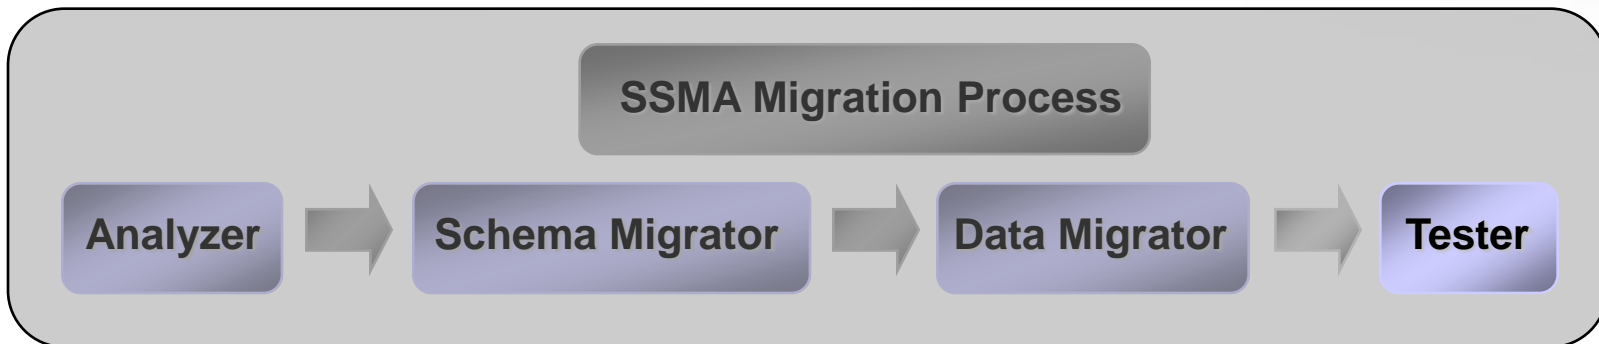 SSMA Migration Process
Analyzer
Schema Migrator
Data Migrator
Tester